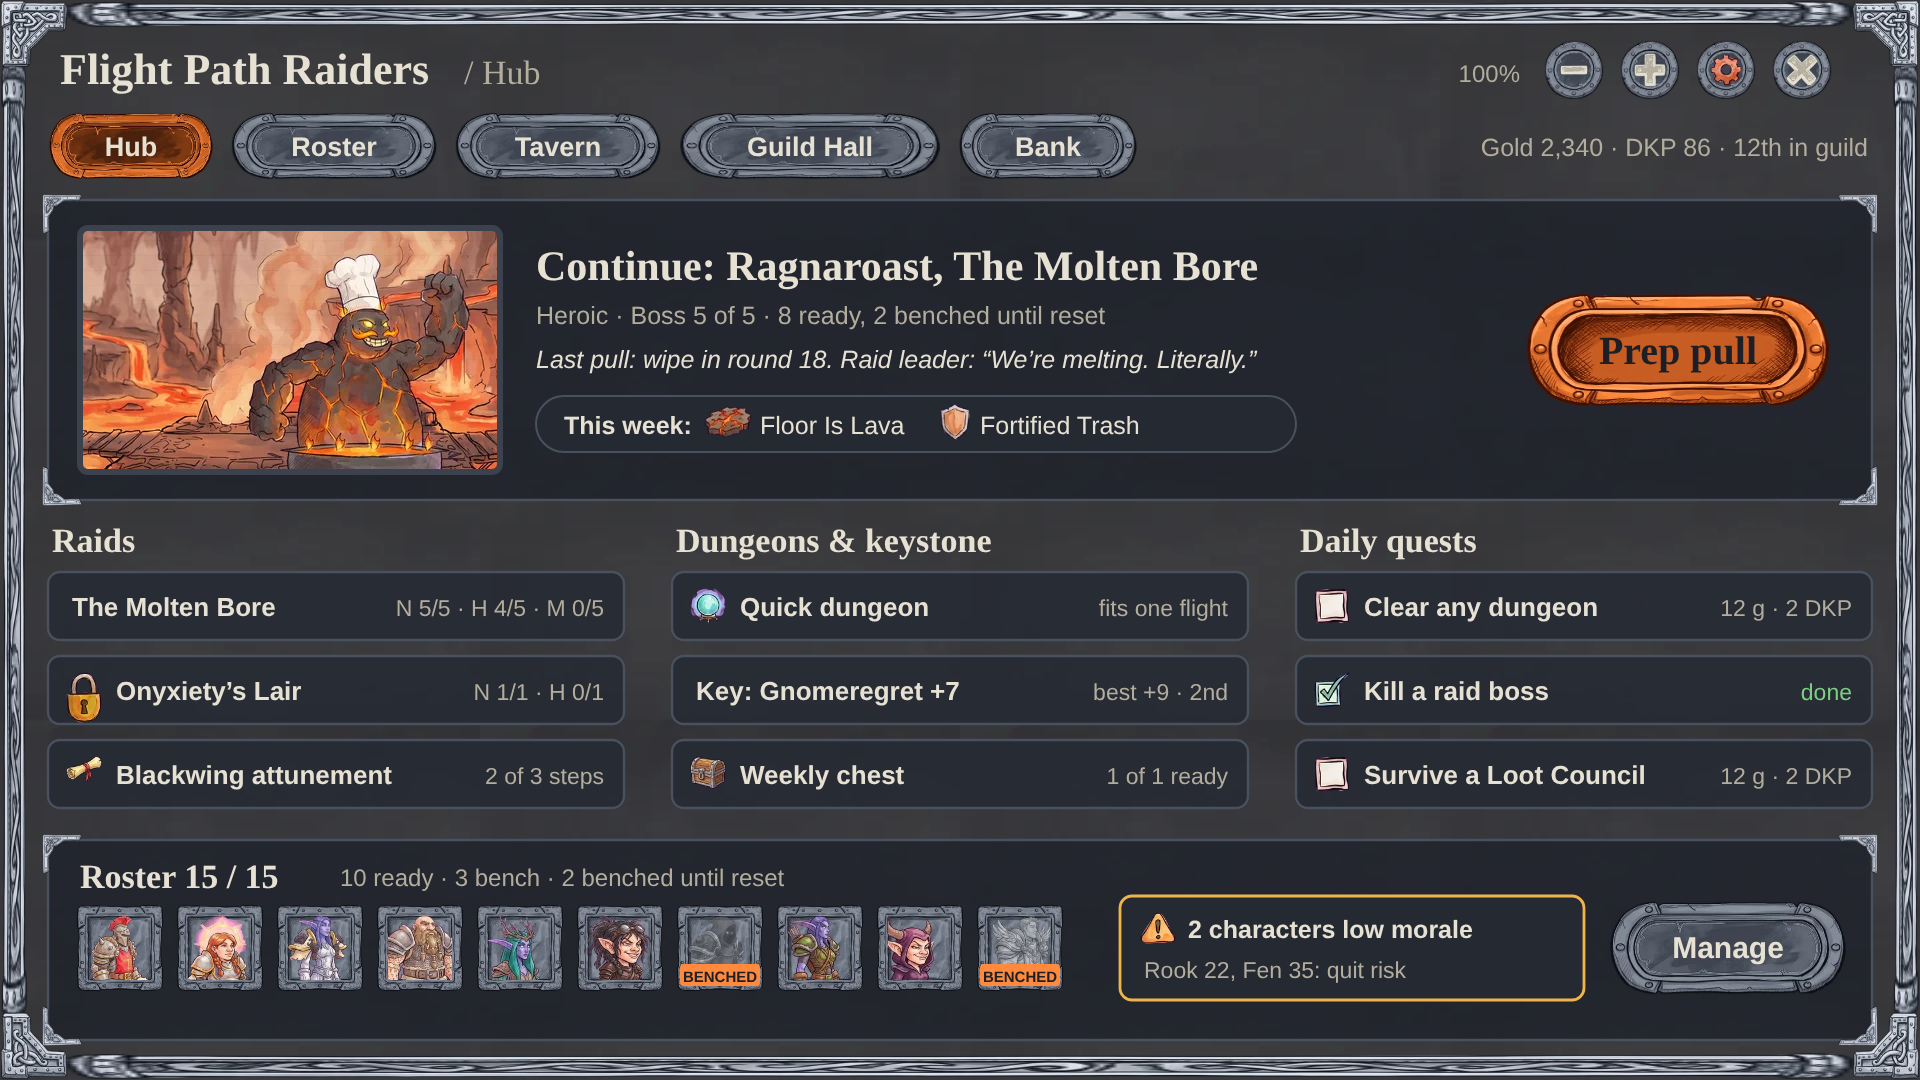 Flight Path Raiders / Hub
100%
Hub
Roster
Tavern
Guild Hall
Bank
Gold 2,340 · DKP 86 · 12th in guild
Continue: Ragnaroast, The Molten Bore
Heroic · Boss 5 of 5 · 8 ready, 2 benched until reset
Last pull: wipe in round 18. Raid leader: “We’re melting. Literally.”
This week: Floor Is Lava Fortified Trash
Prep pull
Raids
The Molten Bore N 5/5 · H 4/5 · M 0/5
Onyxiety’s Lair N 1/1 · H 0/1
Blackwing attunement 2 of 3 steps
Dungeons & keystone
Quick dungeon fits one flight
Key: Gnomeregret +7 best +9 · 2nd
Weekly chest 1 of 1 ready
Daily quests
Clear any dungeon 12 g · 2 DKP
Kill a raid boss done
Survive a Loot Council 12 g · 2 DKP
Roster 15 / 15 10 ready · 3 bench · 2 benched until reset
BENCHED
BENCHED
2 characters low morale
Rook 22, Fen 35: quit risk
Manage